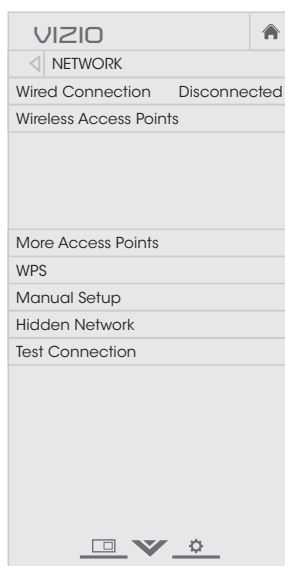 VIZIO
NETWORK
Wired Connection Disconnected
Wireless Access Points
More Access Points
WPS
Manual Setup
Hidden Network
Test Connection